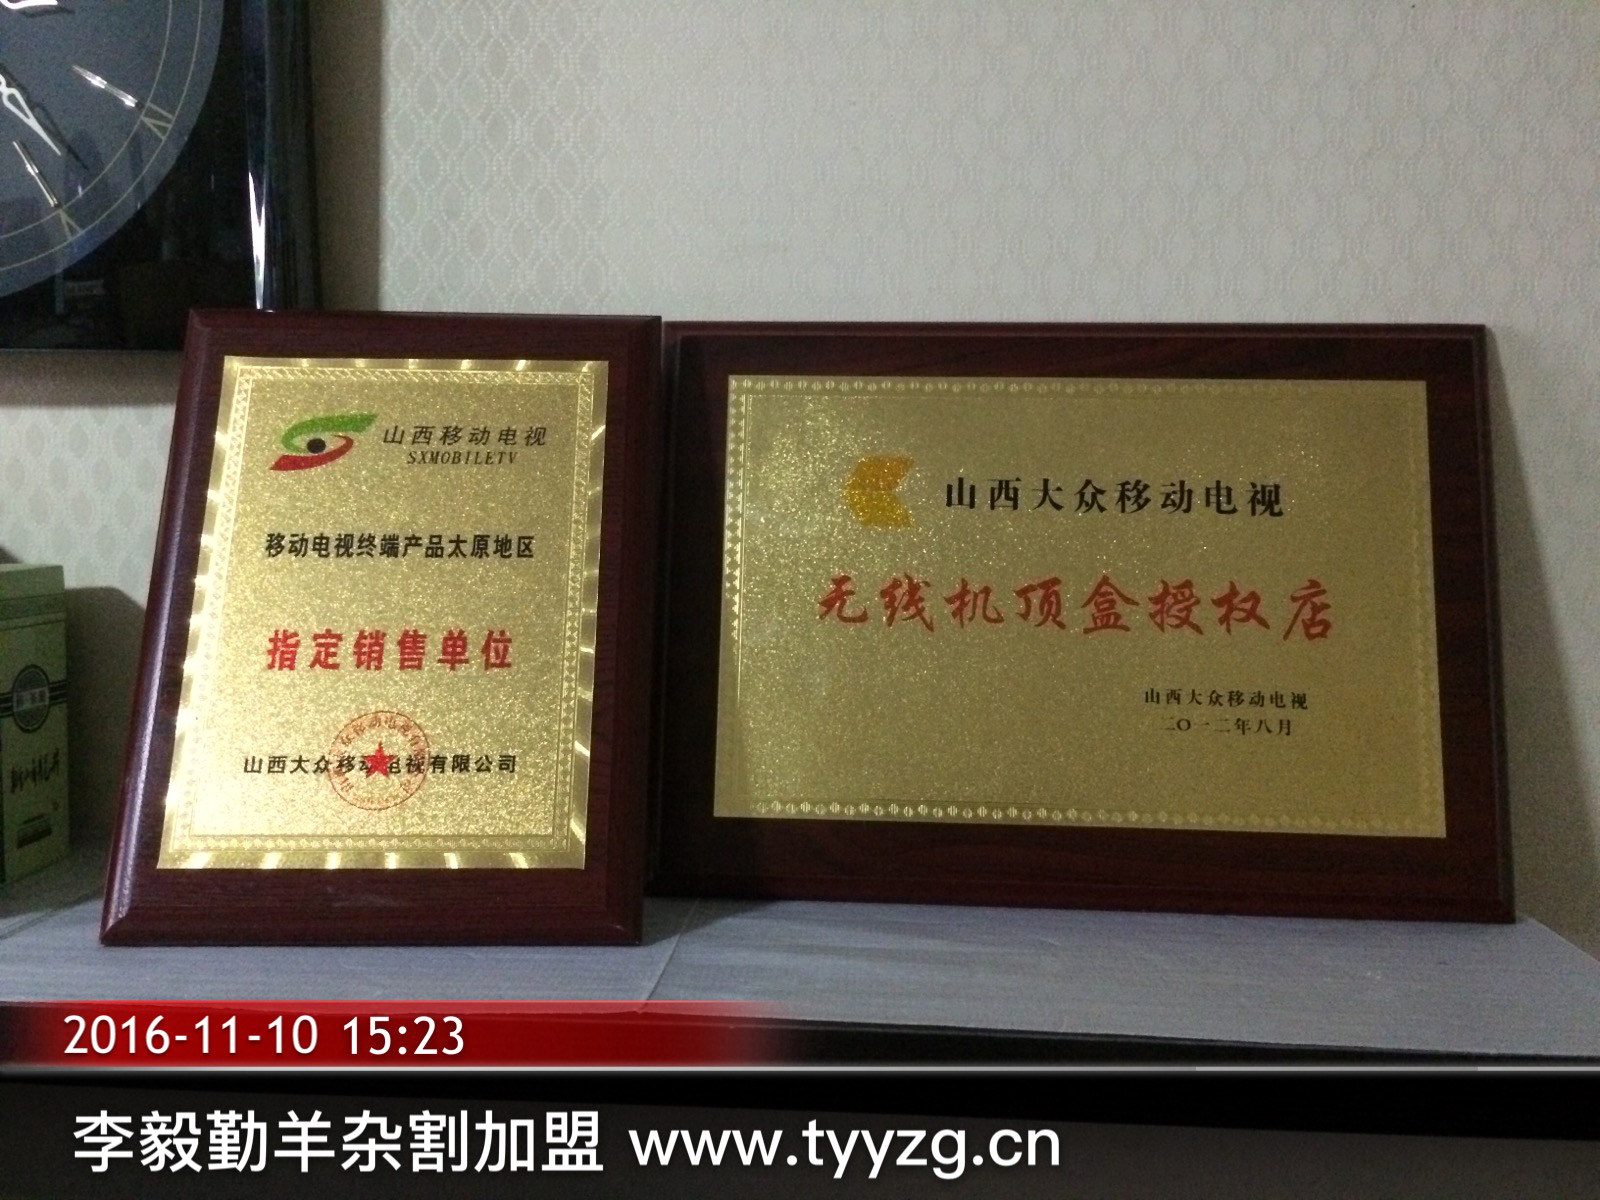 山西移动电视
SXMOBILETV
移动电视终端产品太原地区
指定销售单位
山西大众移动电视有限公司
山西大众移动电视
无线机顶盒授权店
山西大众移动电视
二〇一二年八月
2016-11-10 15:23
李毅勤羊杂割加盟 www.tyyzg.cn